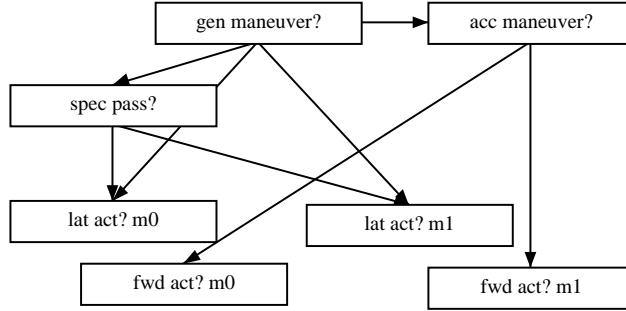 gen maneuver?
acc maneuver?
spec pass?
lat act? m0
lat act? m1
fwd act? m0
fwd act? m1